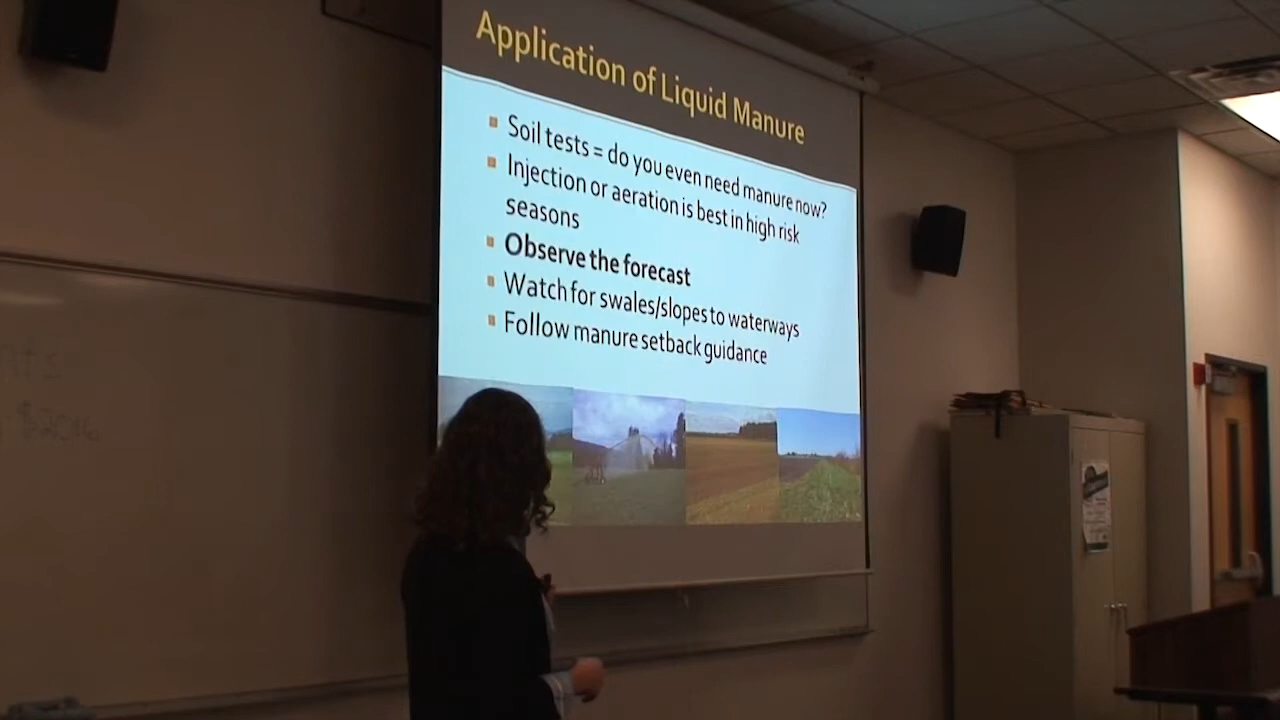 Application of Liquid Manure
Soil tests = do you even need manure now?
Injection or aeration is best in high risk
seasons
Observe the forecast
Watch for swales/slopes to waterways
Follow manure setback guidance